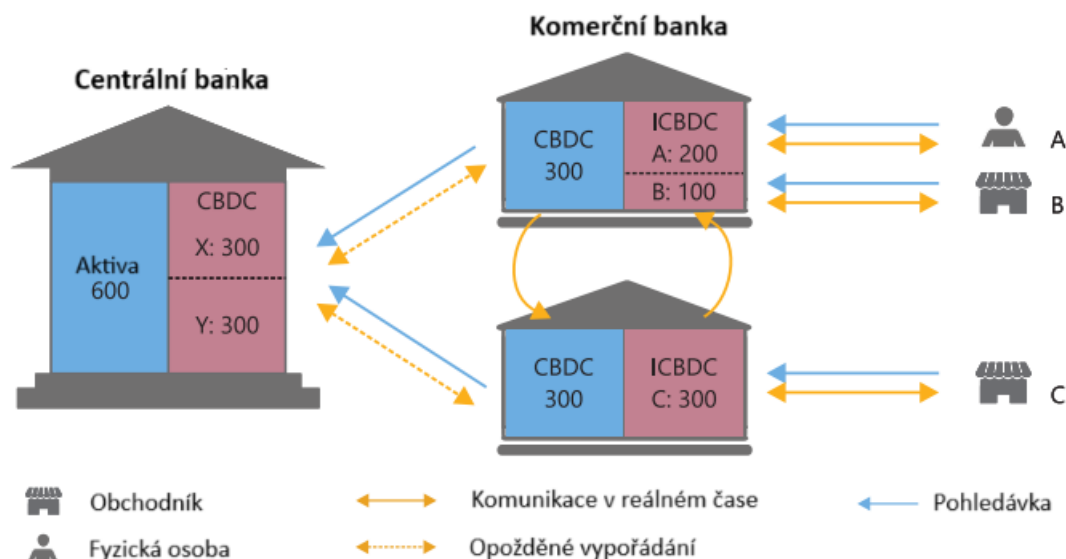 Komerční banka
Centrální banka
CBDC
300
ICBDC
A: 200
B: 100
A
B
Aktiva
600
CBDC
X: 300
Y: 300
CBDC
300
ICBDC
C: 300
C
Obchodník
Komunikace v reálném čase
Pohledávka
Fyzická osoba
Opožděné vypořádání